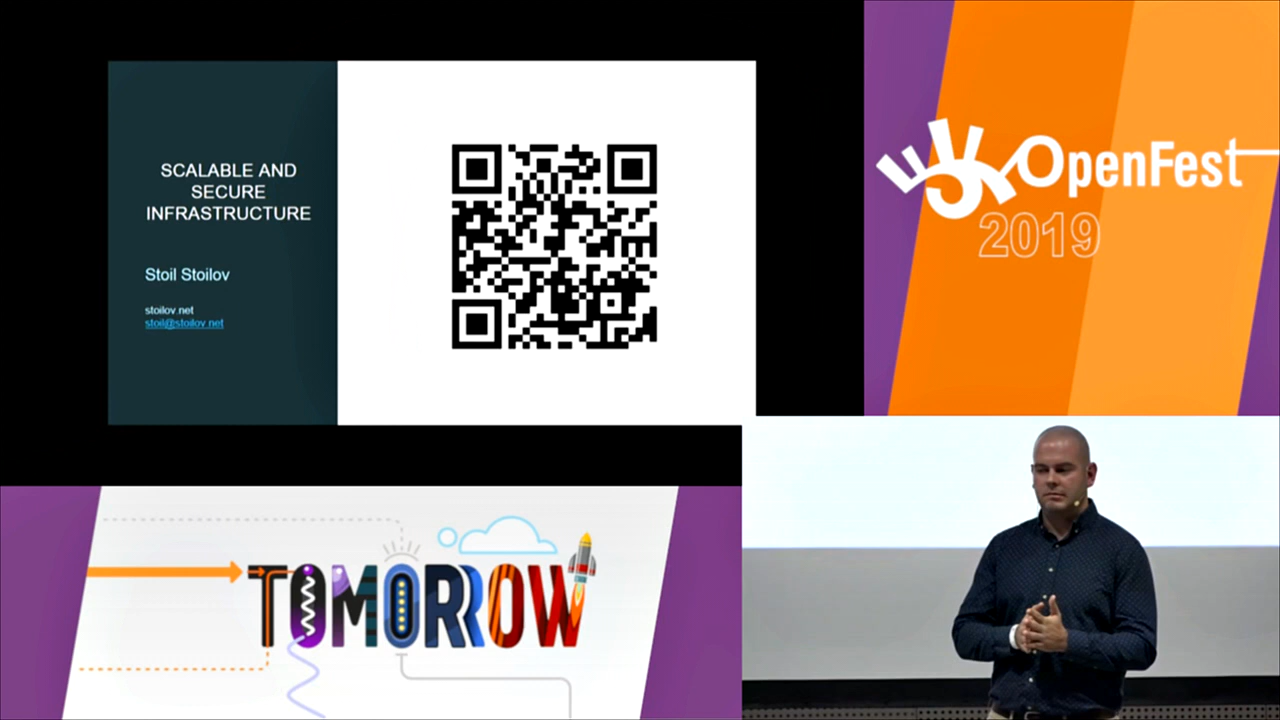 SCALABLE AND
SECURE
INFRASTRUCTURE
Stoil Stoilov
stoilov.net
stoil@stoilov.net
OpenFest
2019
TOMORROW